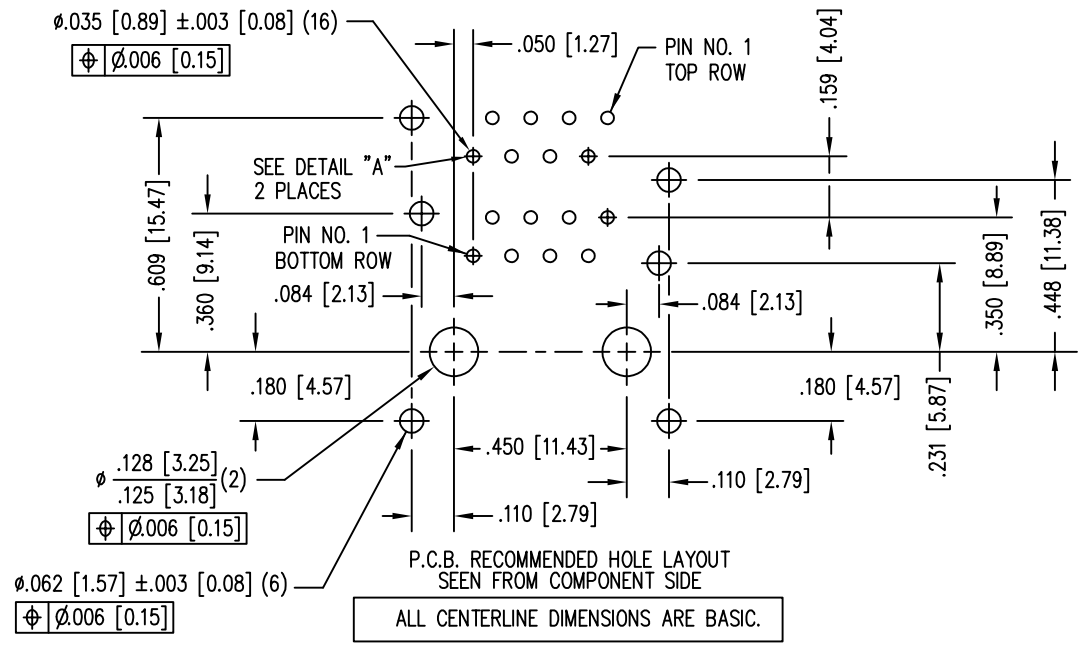 ø.035 [0.89] ±.003 [0.08] (16)
⌖ Ø.006 [0.15]
.050 [1.27]
PIN NO. 1
TOP ROW
.159 [4.04]
SEE DETAIL "A"
2 PLACES
.609 [15.47]
.360 [9.14]
PIN NO. 1
BOTTOM ROW
.084 [2.13]
.084 [2.13]
.350 [8.89]
.448 [11.38]
.180 [4.57]
.180 [4.57]
.231 [5.87]
.450 [11.43]
ø .128 [3.25]
.125 [3.18] (2)
⌖ Ø.006 [0.15]
.110 [2.79]
.110 [2.79]
P.C.B. RECOMMENDED HOLE LAYOUT
SEEN FROM COMPONENT SIDE
ø.062 [1.57] ±.003 [0.08] (6)
⌖ Ø.006 [0.15]
ALL CENTERLINE DIMENSIONS ARE BASIC.